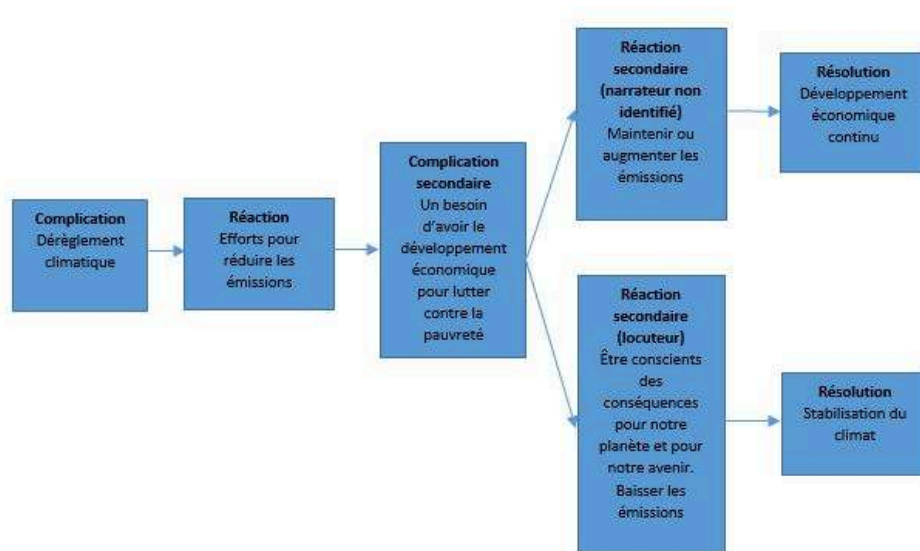 Complication
Dérèglement
climatique
Réaction
Efforts pour
réduire les
émissions
Complication
secondaire
Un besoin
d'avoir le
développement
économique
pour lutter
contre la
pauvreté
Réaction
secondaire
(narrateur non
identifié)
Maintenir ou
augmenter les
émissions
Résolution
Développement
économique
continu
Réaction
secondaire
(locuteur)
Être conscients
des
conséquences
pour notre
planète et pour
notre avenir.
Baisser les
émissions
Résolution
Stabilisation du
climat